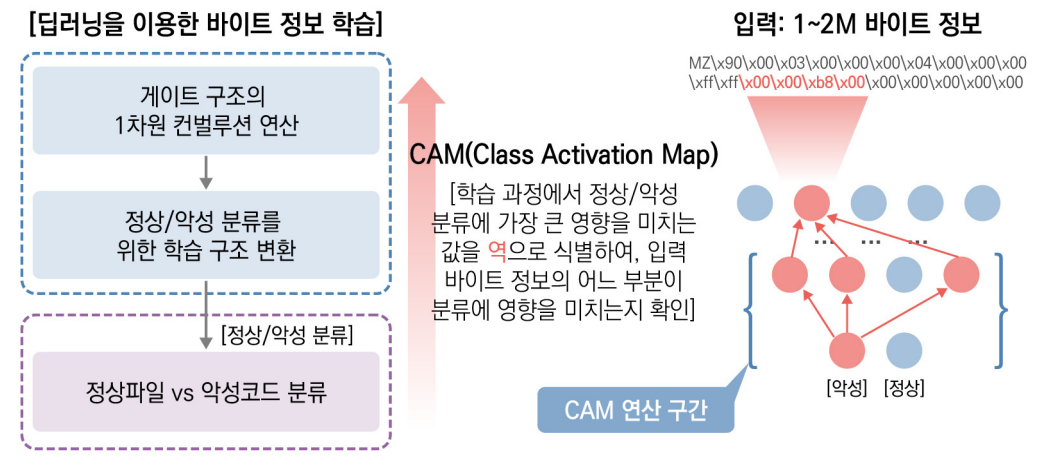 [딥러닝을 이용한 바이트 정보 학습]
게이트 구조의
1차원 컨벌루션 연산
정상/악성 분류를
위한 학습 구조 변환
[정상/악성 분류]
정상파일 vs 악성코드 분류
CAM(Class Activation Map)
[학습 과정에서 정상/악성
분류에 가장 큰 영향을 미치는
값을 역으로 식별하여, 입력
바이트 정보의 어느 부분이
분류에 영향을 미치는지 확인]
입력: 1~2M 바이트 정보
MZ\x90\x00\x03\x00\x00\x00\x04\x00\x00\x00
\xff\xff\x00\x00\xb8\x00\x00\x00\x00\x00\x00
... ... ...
[악성] [정상]
CAM 연산 구간